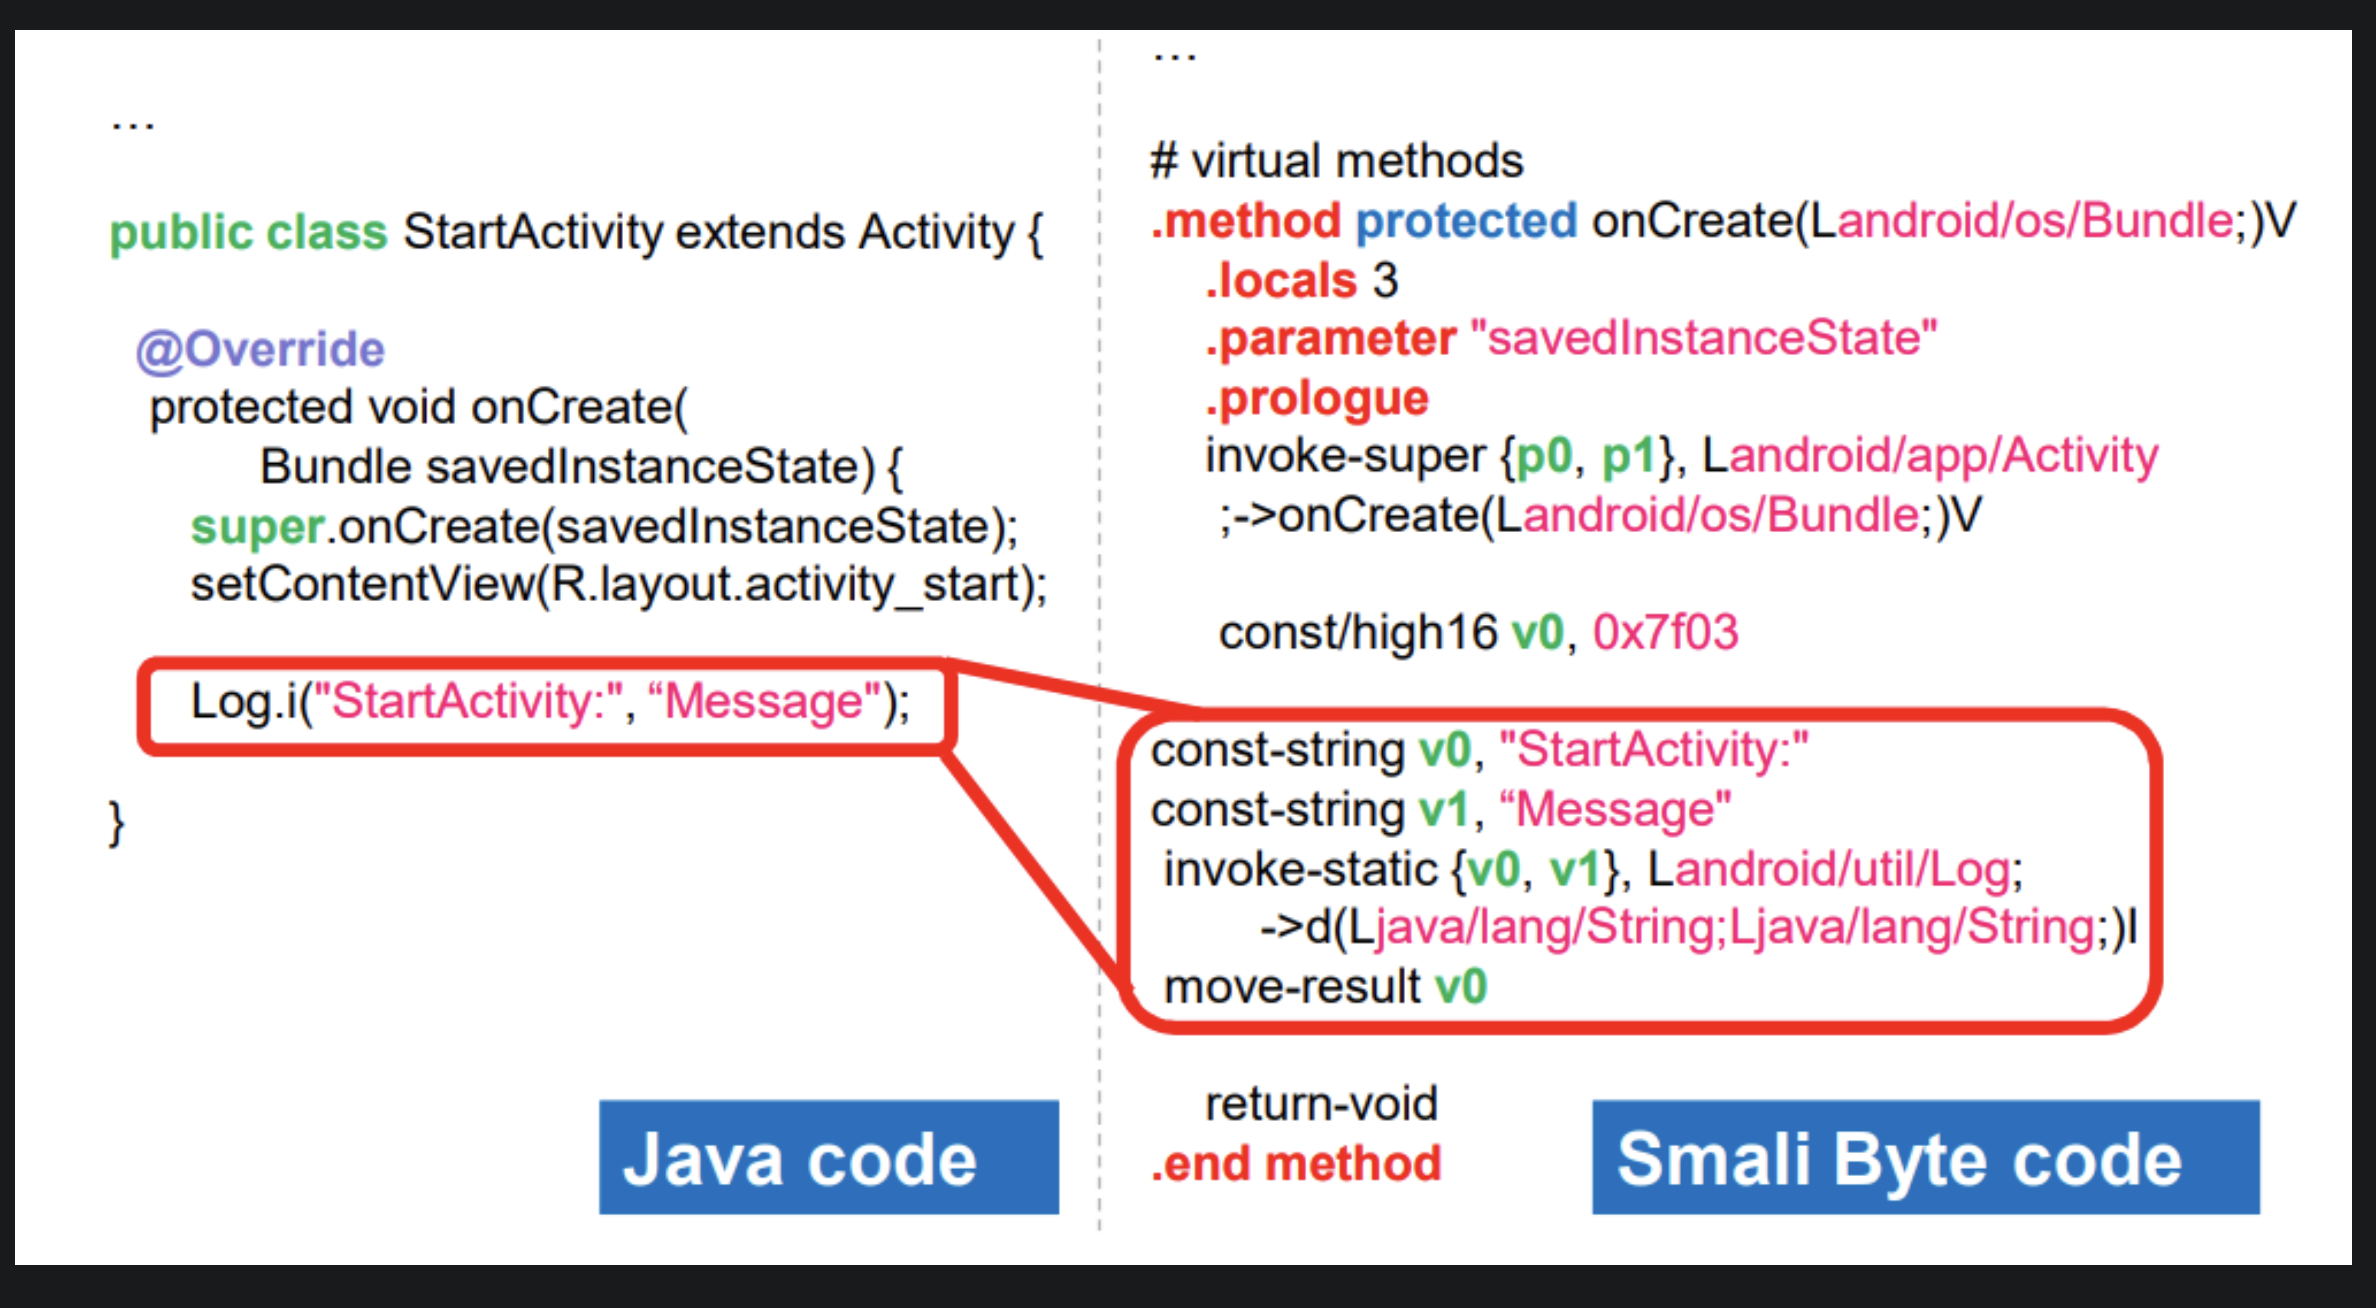 ...
public class StartActivity extends Activity {
@Override
protected void onCreate(
Bundle savedInstanceState) {
super.onCreate(savedInstanceState);
setContentView(R.layout.activity_start);
Log.i("StartActivity:", “Message");
}
Java code
...
# virtual methods
.method protected onCreate(Landroid/os/Bundle;)V
.locals 3
.parameter "savedInstanceState"
.prologue
invoke-super {p0, p1}, Landroid/app/Activity
;->onCreate(Landroid/os/Bundle;)V
const/high16 v0, 0x7f03
const-string v0, "StartActivity:"
const-string v1, “Message"
invoke-static {v0, v1}, Landroid/util/Log;
->d(Ljava/lang/String;Ljava/lang/String;)I
move-result v0
return-void
.end method
Smali Byte code